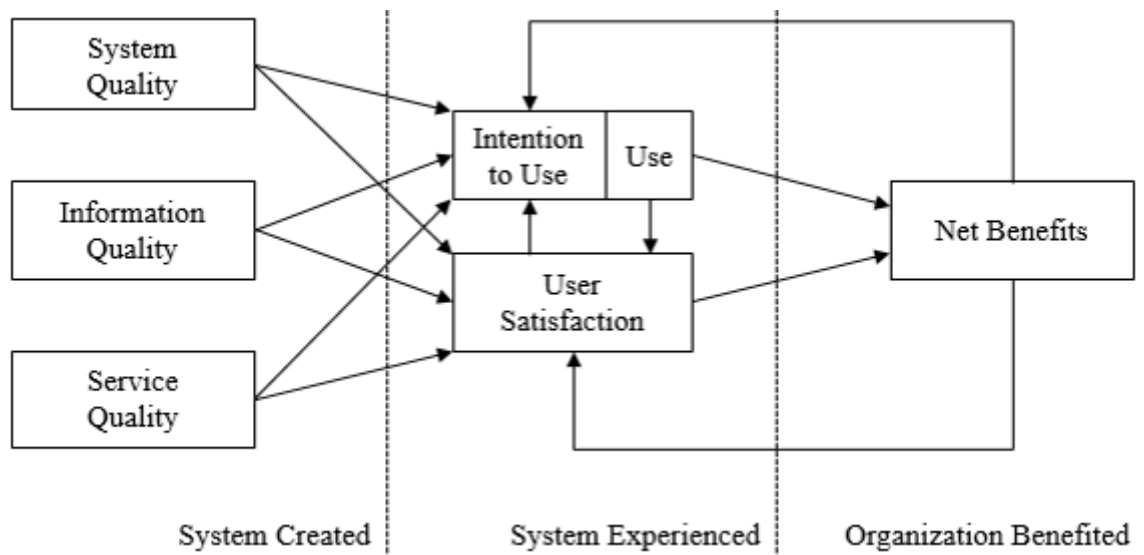 System
Quality
Information
Quality
Service
Quality
Intention
to Use
Use
User
Satisfaction
Net Benefits
System Created
System Experienced
Organization Benefited